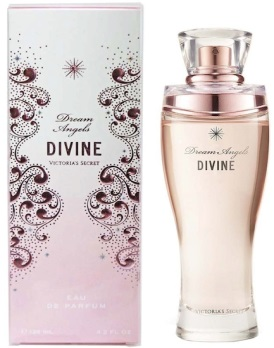 Dream
Angels
DIVINE
VICTORIA'S SECRET
EAU
DE PARFUM
Dream Angels
DIVINE
VICTORIA'S SECRET